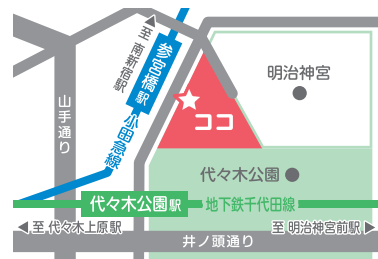 至 南新宿駅
参宮橋駅
小田急線
明治神宮
山手通り
ココ
代々木公園
代々木公園駅
地下鉄千代田線
至 代々木上原駅
至 明治神宮前駅
井ノ頭通り